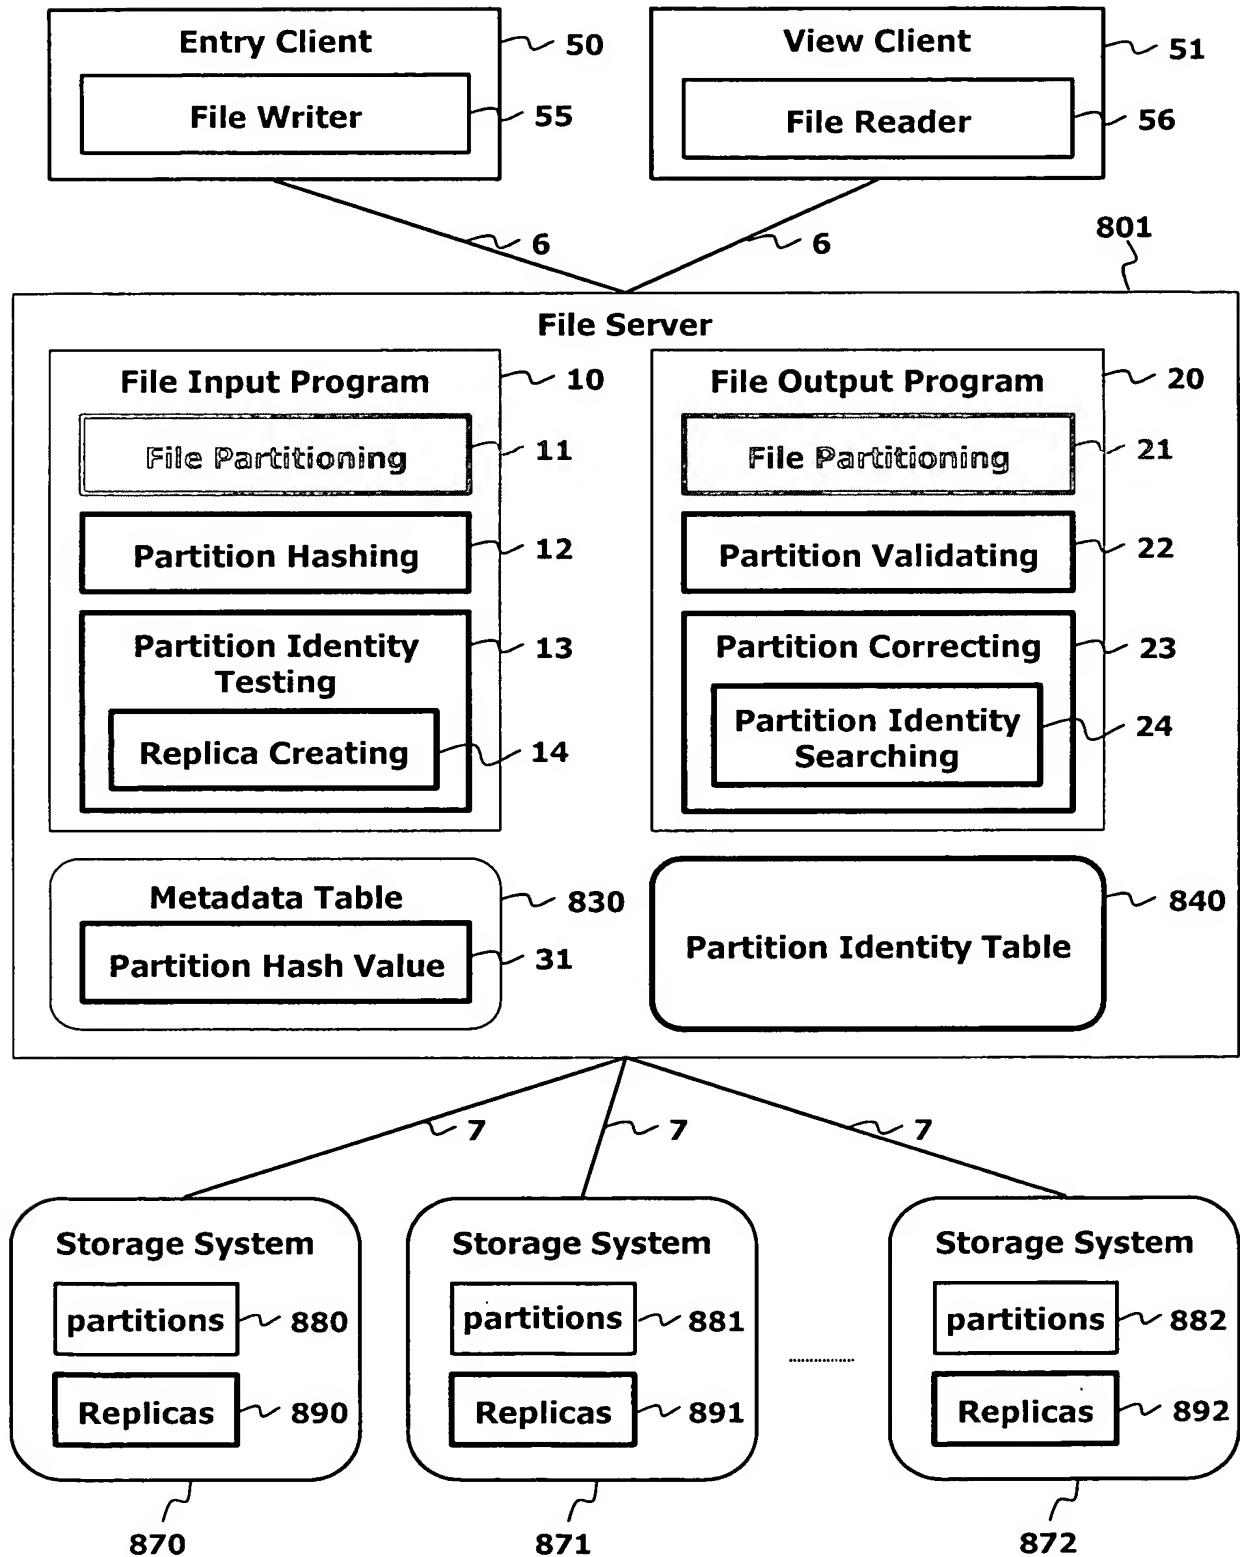 Entry Client
50
File Writer
55
View Client
51
File Reader
56
6
6
801
File Server
File Input Program
10
File Partitioning
11
Partition Hashing
12
Partition Identity
Testing
13
Replica Creating
14
File Output Program
20
File Partitioning
21
Partition Validating
22
Partition Correcting
23
Partition Identity
Searching
24
Metadata Table
830
Partition Hash Value
31
Partition Identity Table
840
7
7
7
Storage System
partitions
880
Replicas
890
870
Storage System
partitions
881
Replicas
891
871
Storage System
partitions
882
Replicas
892
872